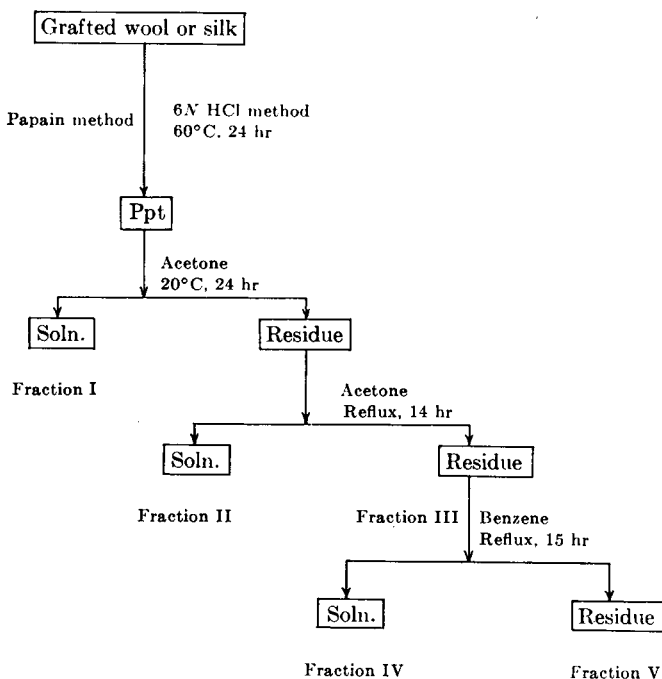 Grafted wool or silk
Papain method
6N HCl method
60°C, 24 hr
Ppt
Acetone
20°C, 24 hr
Soln.
Residue
Fraction I
Acetone
Reflux, 14 hr
Soln.
Residue
Fraction II
Fraction III
Benzene
Reflux, 15 hr
Soln.
Residue
Fraction IV
Fraction V